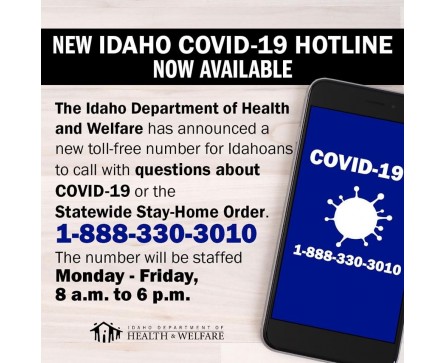 NEW IDAHO COVID-19 HOTLINE
NOW AVAILABLE
The Idaho Department of Health
and Welfare has announced a
new toll-free number for Idahoans
to call with questions about
COVID-19 or the
Statewide Stay-Home Order.
1-888-330-3010
The number will be staffed
Monday - Friday,
8 a.m. to 6 p.m.
IDAHO DEPARTMENT OF
HEALTH & WELFARE
COVID-19
1-888-330-3010